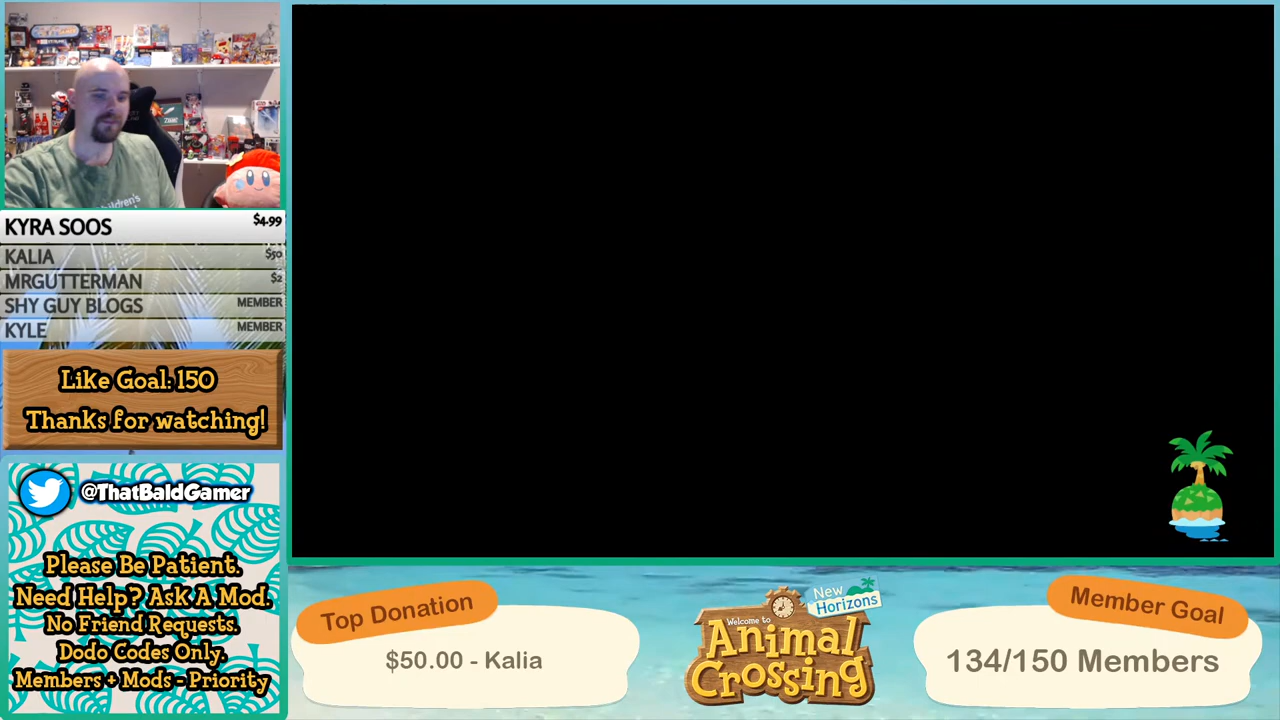 KYRA SOOS $4.99
KALIA $50
MRGUTTERMAN $2
SHY GUY BLOGS MEMBER
KYLE MEMBER
Like Goal: 150
Thanks for watching!
@ThatBaldGamer
Please Be Patient.
Need Help? Ask A Mod.
No Friend Requests.
Dodo Codes Only.
Members + Mods - Priority
Top Donation
$50.00 - Kalia
New
Horizons
Welcome to
Animal
Crossing
Member Goal
134/150 Members